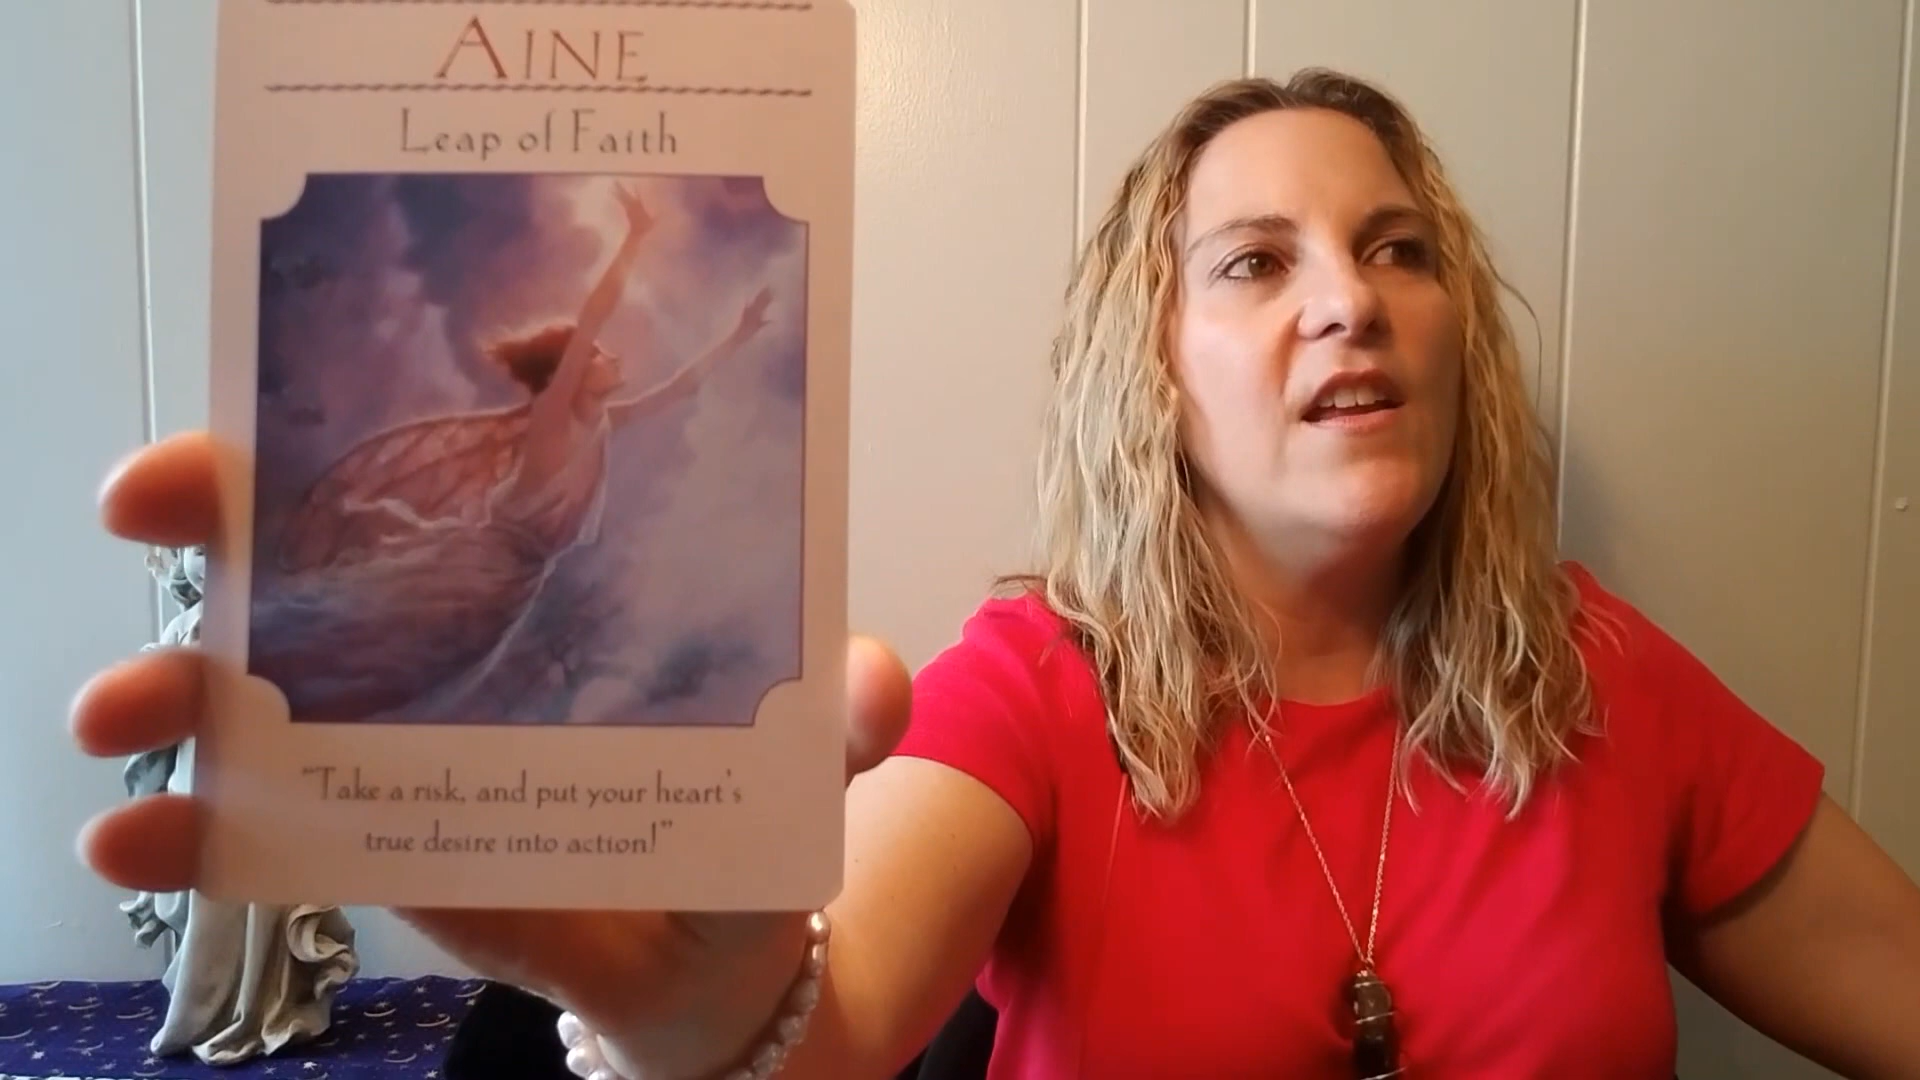 AINE
Leap of Faith
"Take a risk, and put your heart's
true desire into action!"